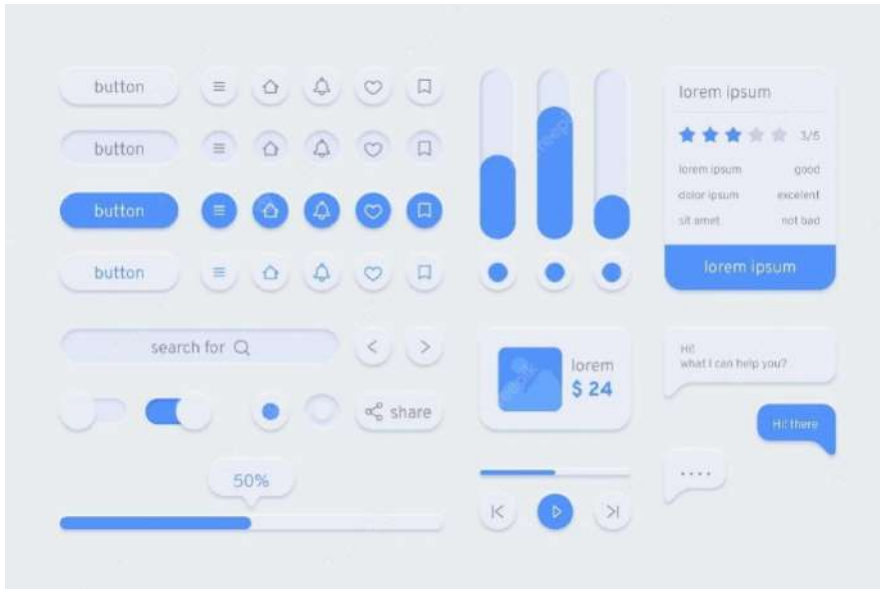 button
button
button
button
search for
share
50%
lorem
$ 24
lorem ipsum
3/5
lorem ipsum good
dolor ipsum excelent
sit amet not bad
lorem ipsum
Hi!
what I can help you?
Hi! there
....